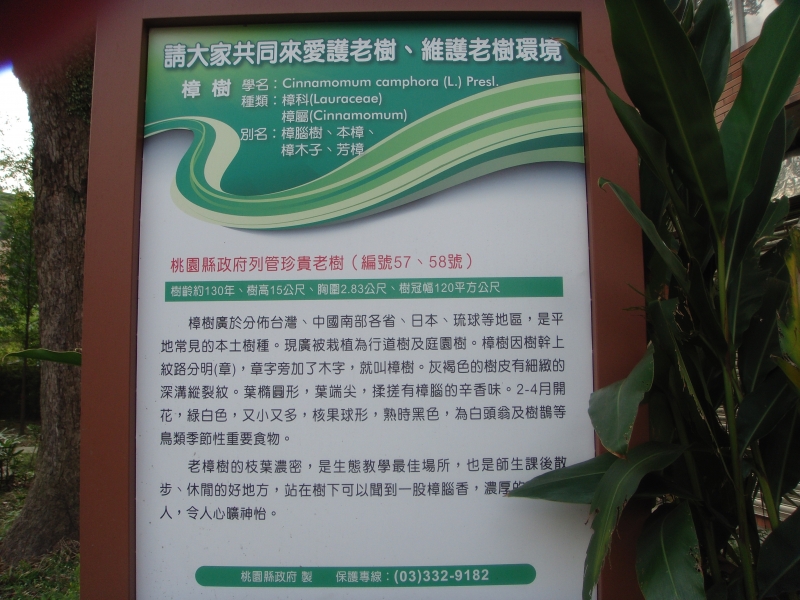 請大家共同來愛護老樹、維護老樹環境
樟 樹 學名：Cinnamomum camphora (L.) Presl.
種類：樟科(Lauraceae)
樟屬(Cinnamomum)
別名：樟腦樹、本樟、
樟木子、芳樟
桃園縣政府列管珍貴老樹（編號57、58號）
樹齡約130年、樹高15公尺、胸圍2.83公尺、樹冠幅120平方公尺
樟樹廣於分佈台灣、中國南部各省、日本、琉球等地區，是平
地常見的本土樹種。現廣被栽植為行道樹及庭園樹。樟樹因樹幹上
紋路分明(章)，章字旁加了木字，就叫樟樹。灰褐色的樹皮有細緻的
深溝縱裂紋。葉橢圓形，葉端尖，揉搓有樟腦的辛香味。2-4月開
花，綠白色，又小又多，核果球形，熟時黑色，為白頭翁及樹鵲等
鳥類季節性重要食物。
老樟樹的枝葉濃密，是生態教學最佳場所，也是師生課後散
步、休閒的好地方，站在樹下可以聞到一股樟腦香，濃厚的
人，令人心曠神怡。
桃園縣政府 製 保護專線：(03)332-9182